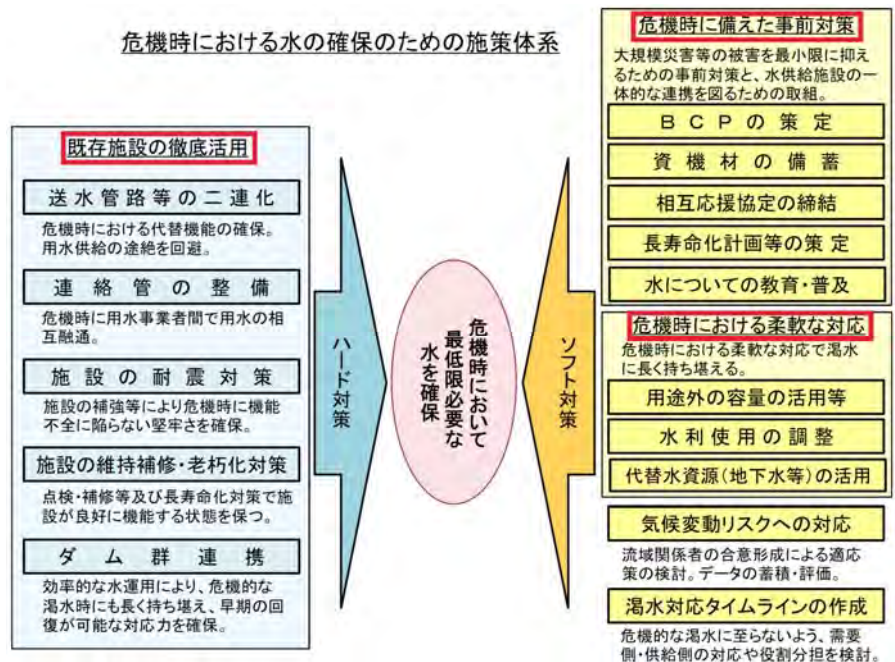 危機時における水の確保のための施策体系
既存施設の徹底活用
送水管路等の二連化
危機時における代替機能の確保。
用水供給の途絶を回避。
連絡管の整備
危機時に用水事業者間で用水の相
互融通。
施設の耐震対策
施設の補強等により危機時に機能
不全に陥らない堅牢さを確保。
施設の維持補修・老朽化対策
点検・補修等及び長寿命化対策で施
設が良好に機能する状態を保つ。
ダム群連携
効率的な水運用により、危機的な
渇水時にも長く持ち堪え、早期の回
復が可能な対応力を確保。
ハード対策
危機時において
最低限必要な
水を確保
ソフト対策
危機時に備えた事前対策
大規模災害等の被害を最小限に抑え
るための事前対策と、水供給施設の一
体的な連携を図るための取組。
BCPの策定
資機材の備蓄
相互応援協定の締結
長寿命化計画等の策定
水についての教育・普及
危機時における柔軟な対応
危機時における柔軟な対応で渇水
に長く持ち堪える。
用途外の容量の活用等
水利使用の調整
代替水資源(地下水等)の活用
気候変動リスクへの対応
流域関係者の合意形成による適応
策の検討。データの蓄積・評価。
渇水対応タイムラインの作成
危機的な渇水に至らないよう、需要
側・供給側の対応や役割分担を検討。